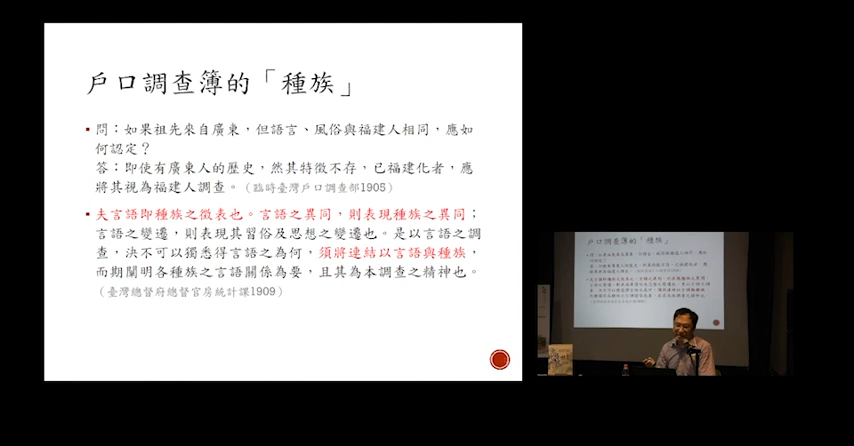 戶口調查簿的「種族」
▪ 問：如果祖先來自廣東，但語言、風俗與福建人相同，應如
何認定？
答：即使有廣東人的歷史，然其特徵不存，已福建化者，應
將其視為福建人調查。（臨時臺灣戶口調查部1905）
▪ 夫言語即種族之徵表也。言語之異同，則表現種族之異同；
言語之變遷，則表現其習俗及思想之變遷也。是以言語之調
查，決不可以獨悉得言語之為何，須將連結以言語與種族，
而期闡明各種族之言語關係為要，且其為本調查之精神也。
（臺灣總督府總督官房統計課1909）
戶口調查簿的「種族」